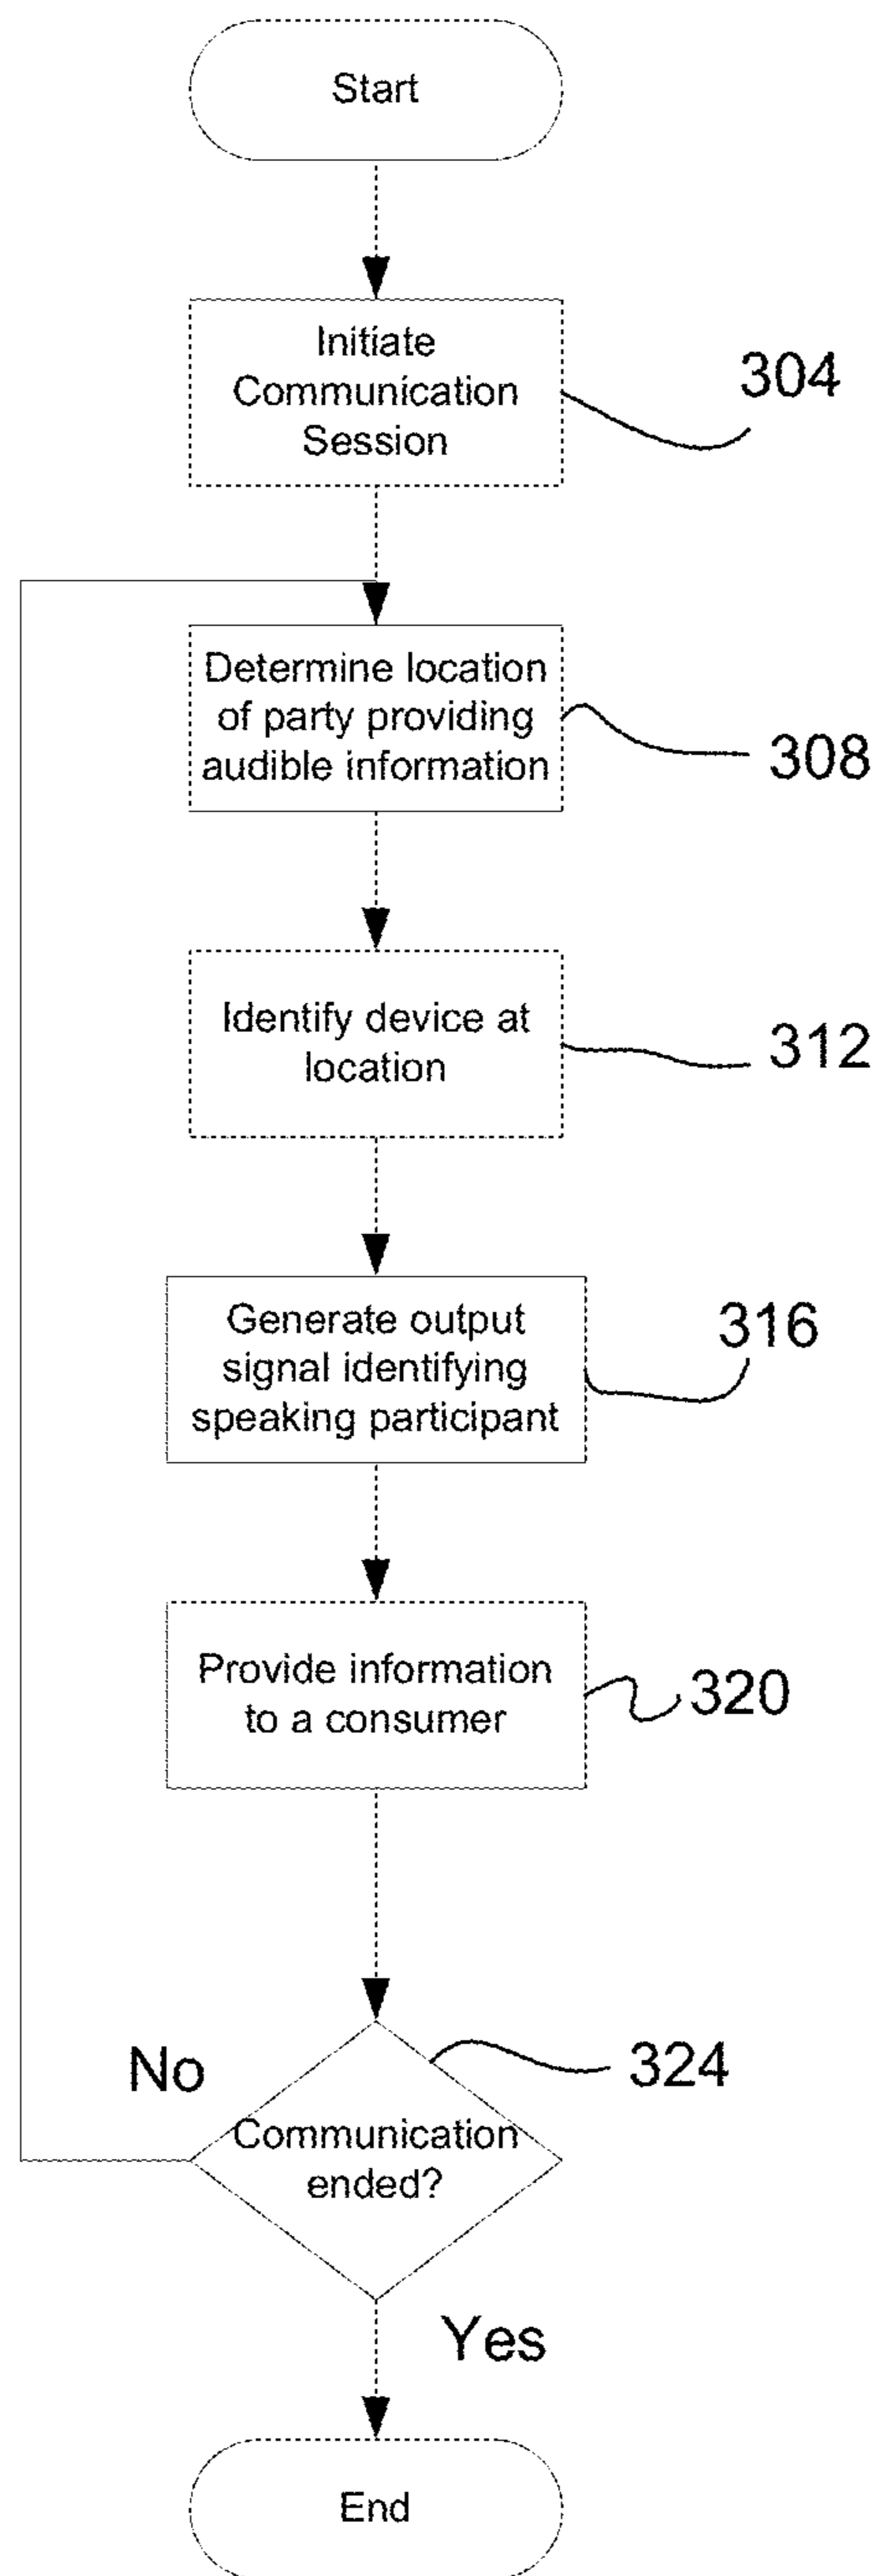 Start
Initiate
Communication
Session
304
Determine location
of party providing
audible information
308
Identify device at
location
312
Generate output
signal identifying
speaking participant
316
Provide information
to a consumer
320
324
No
Communication
ended?
Yes
End